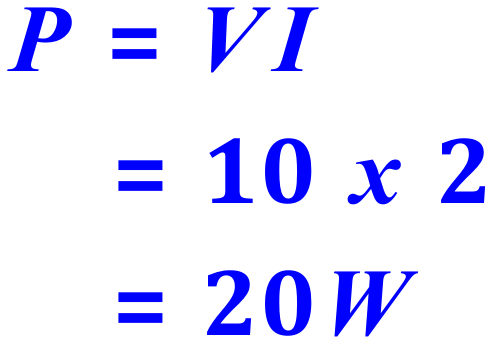 P = VI
= 10 x 2
= 20W